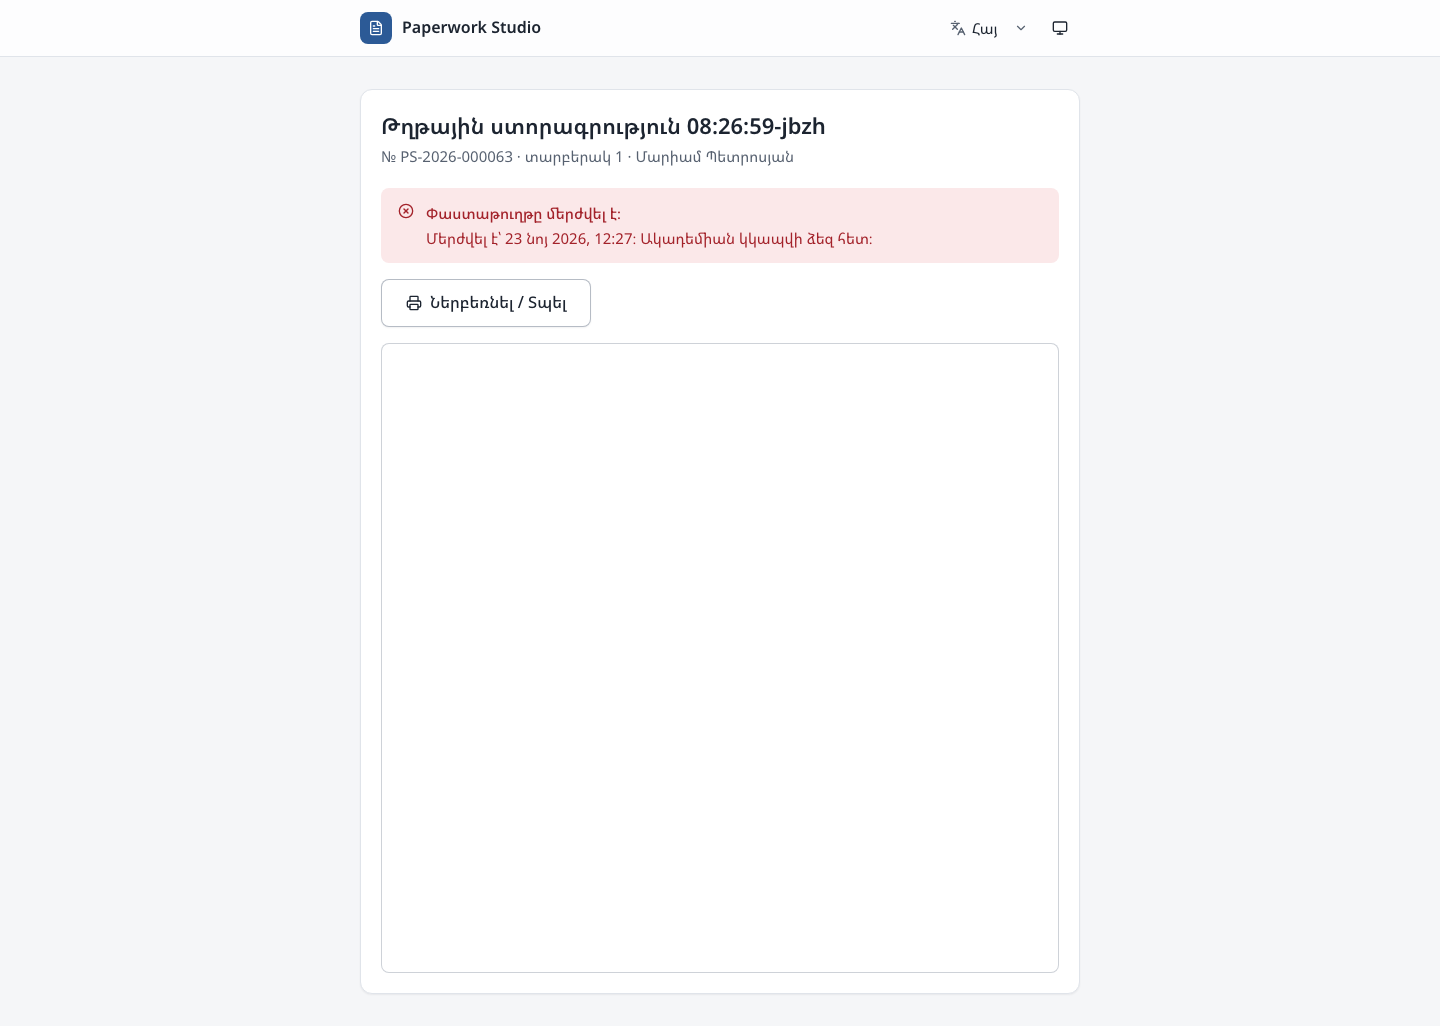 Paperwork Studio
Հայ
Թղթային ստորագրություն 08:26:59-jbzh
№ PS-2026-000063 · տարբերակ 1 · Մարիամ Պետրոսյան
Փաստաթուղթը մերժվել է:
Մերժվել է՝ 23 նոյ 2026, 12:27: Ակադեմիան կկապվի ձեզ հետ:
Ներբեռնել / Տպել